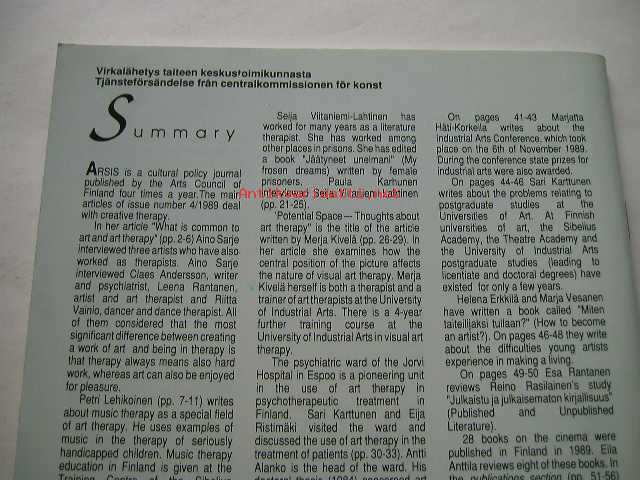 Virkalähetys taiteen keskustoimikunnasta
Tjänsteförsändelse från centralkommissionen för konst
Summary
ARSIS is a cultural policy journal
published by the Arts Council of
Finland four times a year. The main
articles of issue number 4/1989 deal
with creative therapy.
In her article "What is common to
art and art therapy" (pp. 2-6) Aino Sarje
interviewed three artists who have also
worked as therapists. Aino Sarje
interviewed Claes Andersson, writer
and psychiatrist, Leena Rantanen,
artist and art therapist and Riitta
Vainio, dancer and dance therapist. All
of them considered that the most
significant difference between creating
a work of art and being in therapy is
that therapy always means also hard
work, whereas art can also be enjoyed
for pleasure.
Petri Lehikoinen (pp. 7-11) writes
about music therapy as a special field
of art therapy. He uses examples of
music in the therapy of seriously
handicapped children. Music therapy
education in Finland is given at the
Training Centre of the Sibelius
Seija Viitaniemi-Lahtinen has
worked for many years as a literature
therapist. She has worked among
other places in prisons. She has edited
a book "Jäätyneet unelmani" (My
frozen dreams) written by female
prisoners. Paula Karhunen
interviewed Seija Viitaniemi-Lahtinen
(pp. 21-25).
'Potential Space — Thoughts about
art therapy" is the title of the article
written by Merja Kivelä (pp. 26-29). In
her article she examines how the
central position of the picture affects
the nature of visual art therapy. Merja
Kivelä herself is both a therapist and a
trainer of art therapists at the University
of Industrial Arts. There is a 4-year
further training course at the
University of Industrial Arts in visual art
therapy.
The psychiatric ward of the Jorvi
Hospital in Espoo is a pioneering unit
in the use of art therapy in
psychotherapeutic treatment in
Finland. Sari Karttunen and Eija
Ristimäki visited the ward and
discussed the use of art therapy in the
treatment of patients (pp. 30-33). Antti
Alanko is the head of the ward. His
doctoral thesis (1984) concerned art
On pages 41-43 Marjatta
Häti-Korkeila writes about the
Industrial Arts Conference, which took
place on the 6th of November 1989.
During the conference state prizes for
industrial arts were also awarded.
On pages 44-46 Sari Karttunen
writes about the problems relating to
postgraduate studies at the
Universities of Art. At Finnish
universities of art, the Sibelius
Academy, the Theatre Academy and
the University of Industrial Arts
postgraduate studies (leading to
licentiate and doctoral degrees) have
existed for only a few years.
Helena Erkkilä and Marja Vesanen
have written a book called "Miten
taiteilijaksi tullaan?" (How to become
an artist?). On pages 46-48 they write
about the difficulties young artists
experience in making a living.
On pages 49-50 Esa Rantanen
reviews Reino Rasilainen's study
"Julkaistu ja julkaisematon kirjallisuus"
(Published and Unpublished
Literature).
28 books on the cinema were
published in Finland in 1989. Eila
Anttila reviews eight of these books. In
the publications section (pp. 51-56)